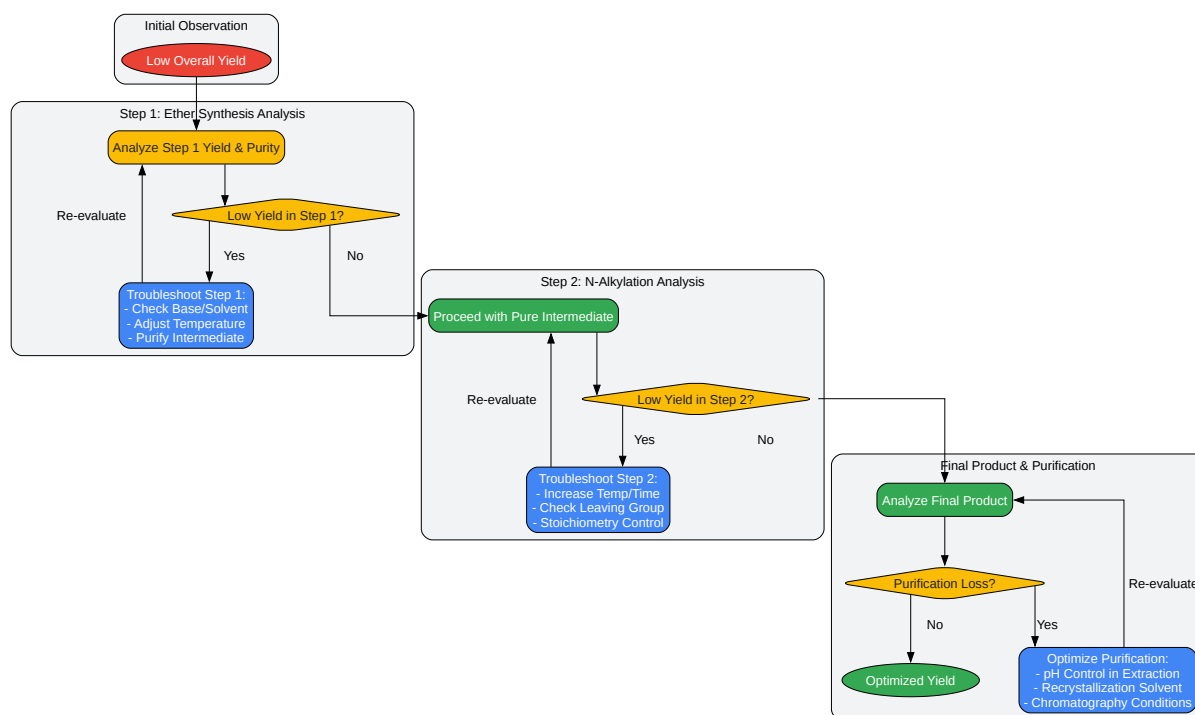 Initial Observation
Low Overall Yield
Step 1: Ether Synthesis Analysis
Analyze Step 1 Yield & Purity
Re-evaluate
Low Yield in Step 1?
Yes
No
Troubleshoot Step 1:
- Check Base/Solvent
- Adjust Temperature
- Purify Intermediate
Step 2: N-Alkylation Analysis
Proceed with Pure Intermediate
Re-evaluate
Low Yield in Step 2?
Yes
No
Troubleshoot Step 2:
- Increase Temp/Time
- Check Leaving Group
- Stoichiometry Control
Final Product & Purification
Analyze Final Product
Purification Loss?
Re-evaluate
No
Yes
Optimized Yield
Optimize Purification:
- pH Control in Extraction
- Recrystallization Solvent
- Chromatography Conditions